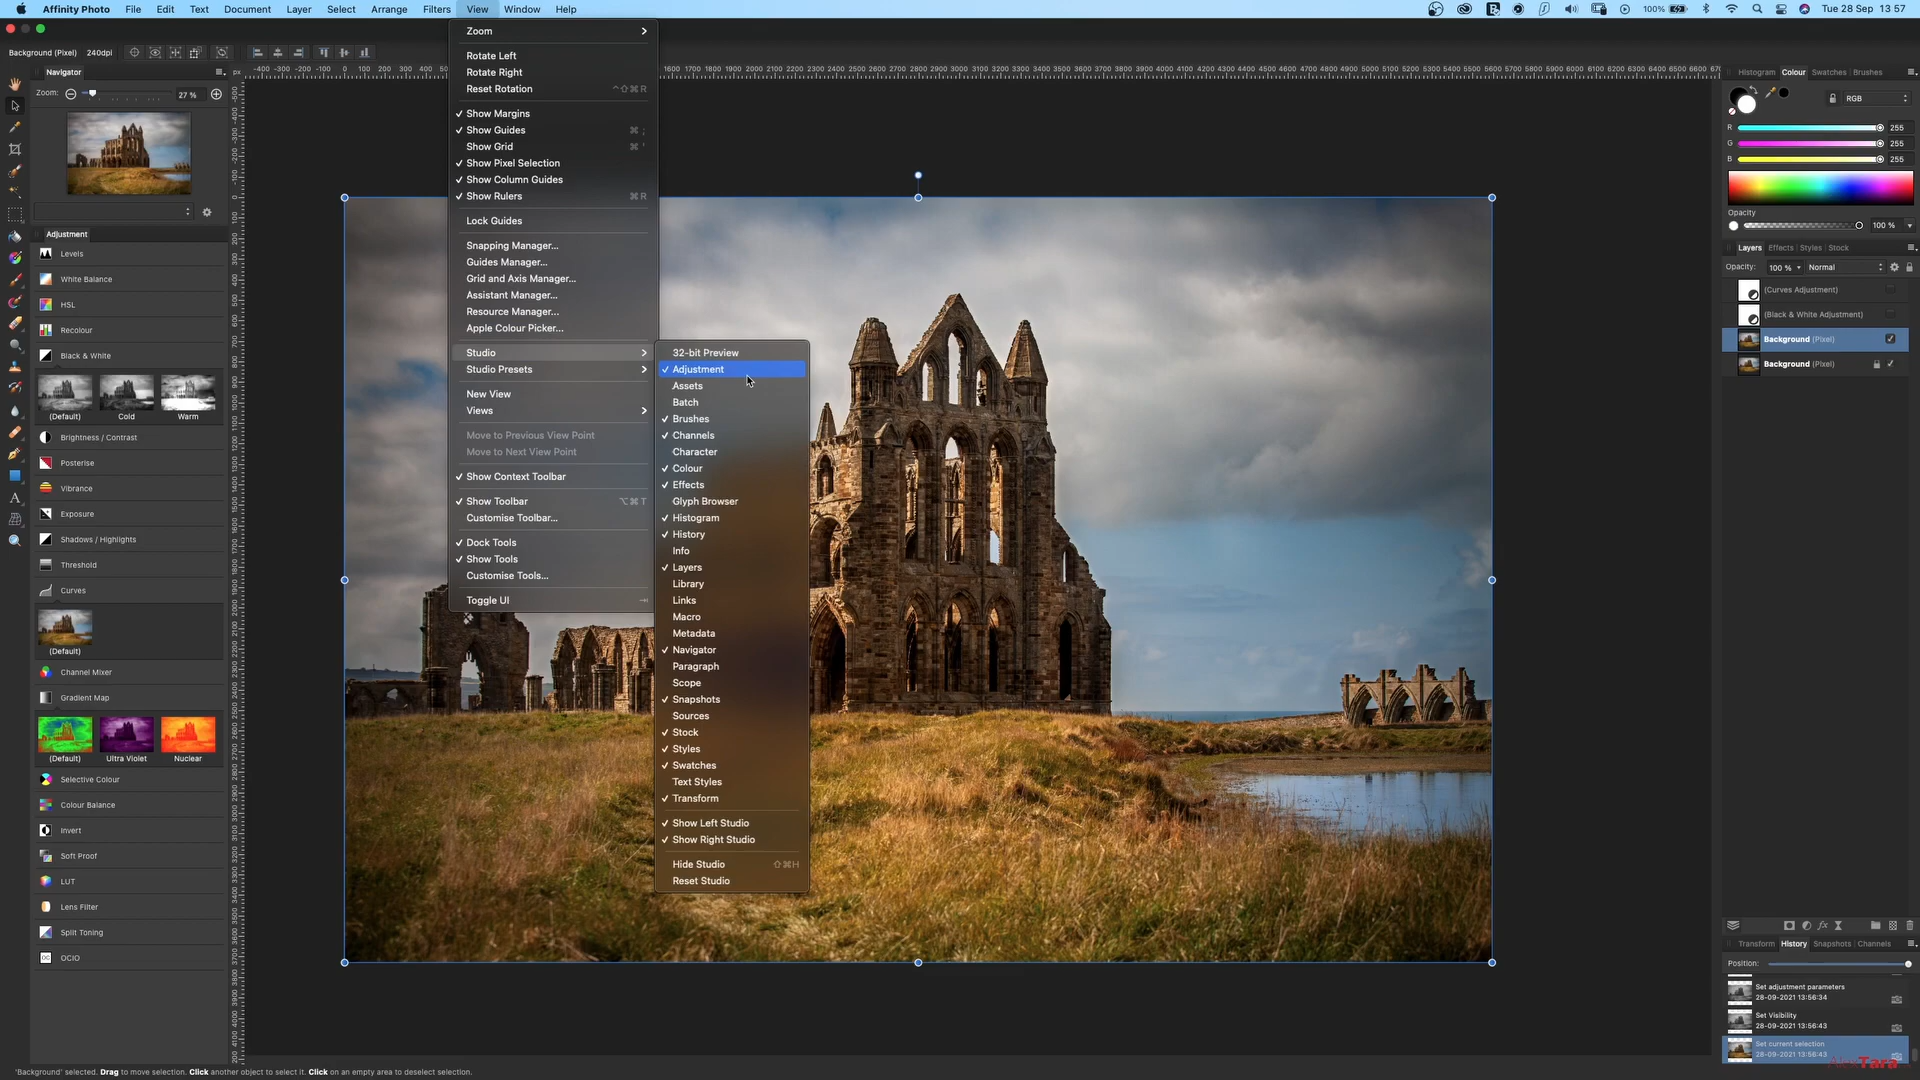 Affinity Photo File Edit Text Document Layer Select Arrange Filters View Window Help
100% Tue 28 Sep 13 57
Background (Pixel) 240dpi
Navigator
Zoom: 27 %
Adjustment
Levels
White Balance
HSL
Recolour
Black & White
(Default) Cold Warm
Brightness / Contrast
Posterise
Vibrance
Exposure
Shadows / Highlights
Threshold
Curves
(Default)
Channel Mixer
Gradient Map
(Default) Ultra Violet Nuclear
Selective Colour
Colour Balance
Invert
Soft Proof
LUT
Lens Filter
Split Toning
OCIO
Zoom
Rotate Left
Rotate Right
Reset Rotation ^⇧⌘R
✓ Show Margins
✓ Show Guides ⌘ ;
Show Grid ⌘ '
✓ Show Pixel Selection
✓ Show Column Guides
✓ Show Rulers ⌘R
Lock Guides
Snapping Manager...
Guides Manager...
Grid and Axis Manager...
Assistant Manager...
Resource Manager...
Apple Colour Picker...
Studio
Studio Presets
New View
Views
Move to Previous View Point
Move to Next View Point
✓ Show Context Toolbar
✓ Show Toolbar ⌥⌘T
Customise Toolbar...
✓ Dock Tools
✓ Show Tools
Customise Tools...
Toggle UI
32-bit Preview
✓ Adjustment
Assets
Batch
✓ Brushes
✓ Channels
Character
✓ Colour
✓ Effects
Glyph Browser
✓ Histogram
✓ History
Info
✓ Layers
Library
Links
Macro
Metadata
✓ Navigator
Paragraph
Scope
✓ Snapshots
Sources
✓ Stock
✓ Styles
✓ Swatches
Text Styles
✓ Transform
✓ Show Left Studio
✓ Show Right Studio
Hide Studio ⇧⌘H
Reset Studio
Histogram Colour Swatches Brushes
RGB
R 255
G 255
B 255
Opacity
100 %
Layers Effects Styles Stock
Opacity: 100 % Normal
(Curves Adjustment)
(Black & White Adjustment)
Background (Pixel)
Background (Pixel)
Transform History Snapshots Channels
Position:
Set adjustment parameters
28-09-2021 13:56:34
Set Visibility
28-09-2021 13:56:43
Set current selection
28-09-2021 13:56:43
AlexTara
'Background' selected. Drag to move selection. Click another object to select it. Click on an empty area to deselect selection.